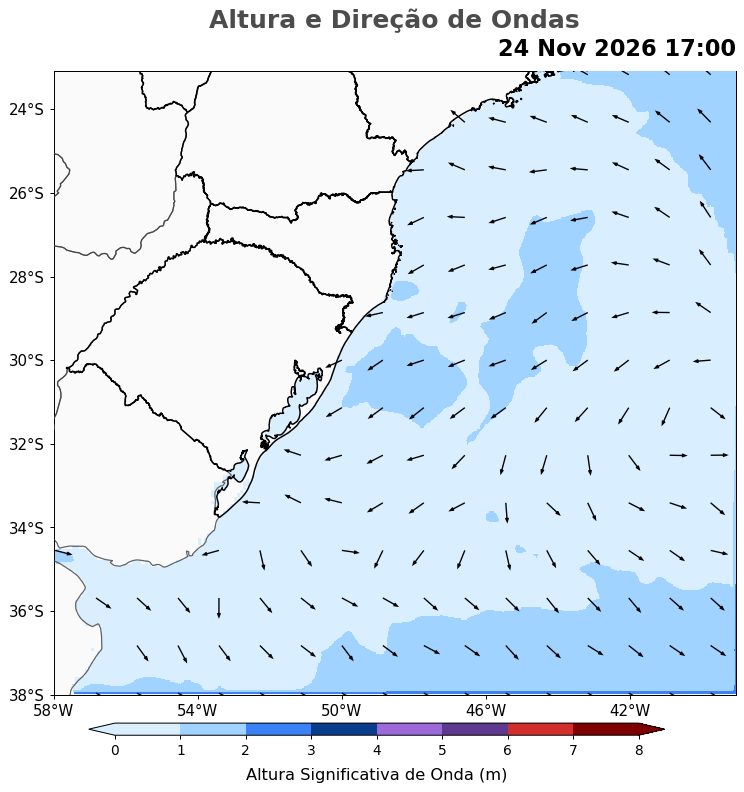 Altura e Direção de Ondas
24 Nov 2026 17:00
24°S
26°S
28°S
30°S
32°S
34°S
36°S
38°S
58°W 54°W 50°W 46°W 42°W
0 1 2 3 4 5 6 7 8
Altura Significativa de Onda (m)